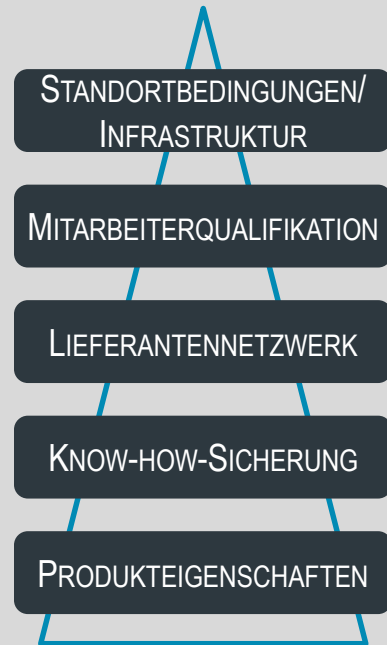 STANDORTBEDINGUNGEN/
INFRASTRUKTUR
MITARBEITERQUALIFIKATION
LIEFERANTENNETZWERK
KNOW-HOW-SICHERUNG
PRODUKTEIGENSCHAFTEN